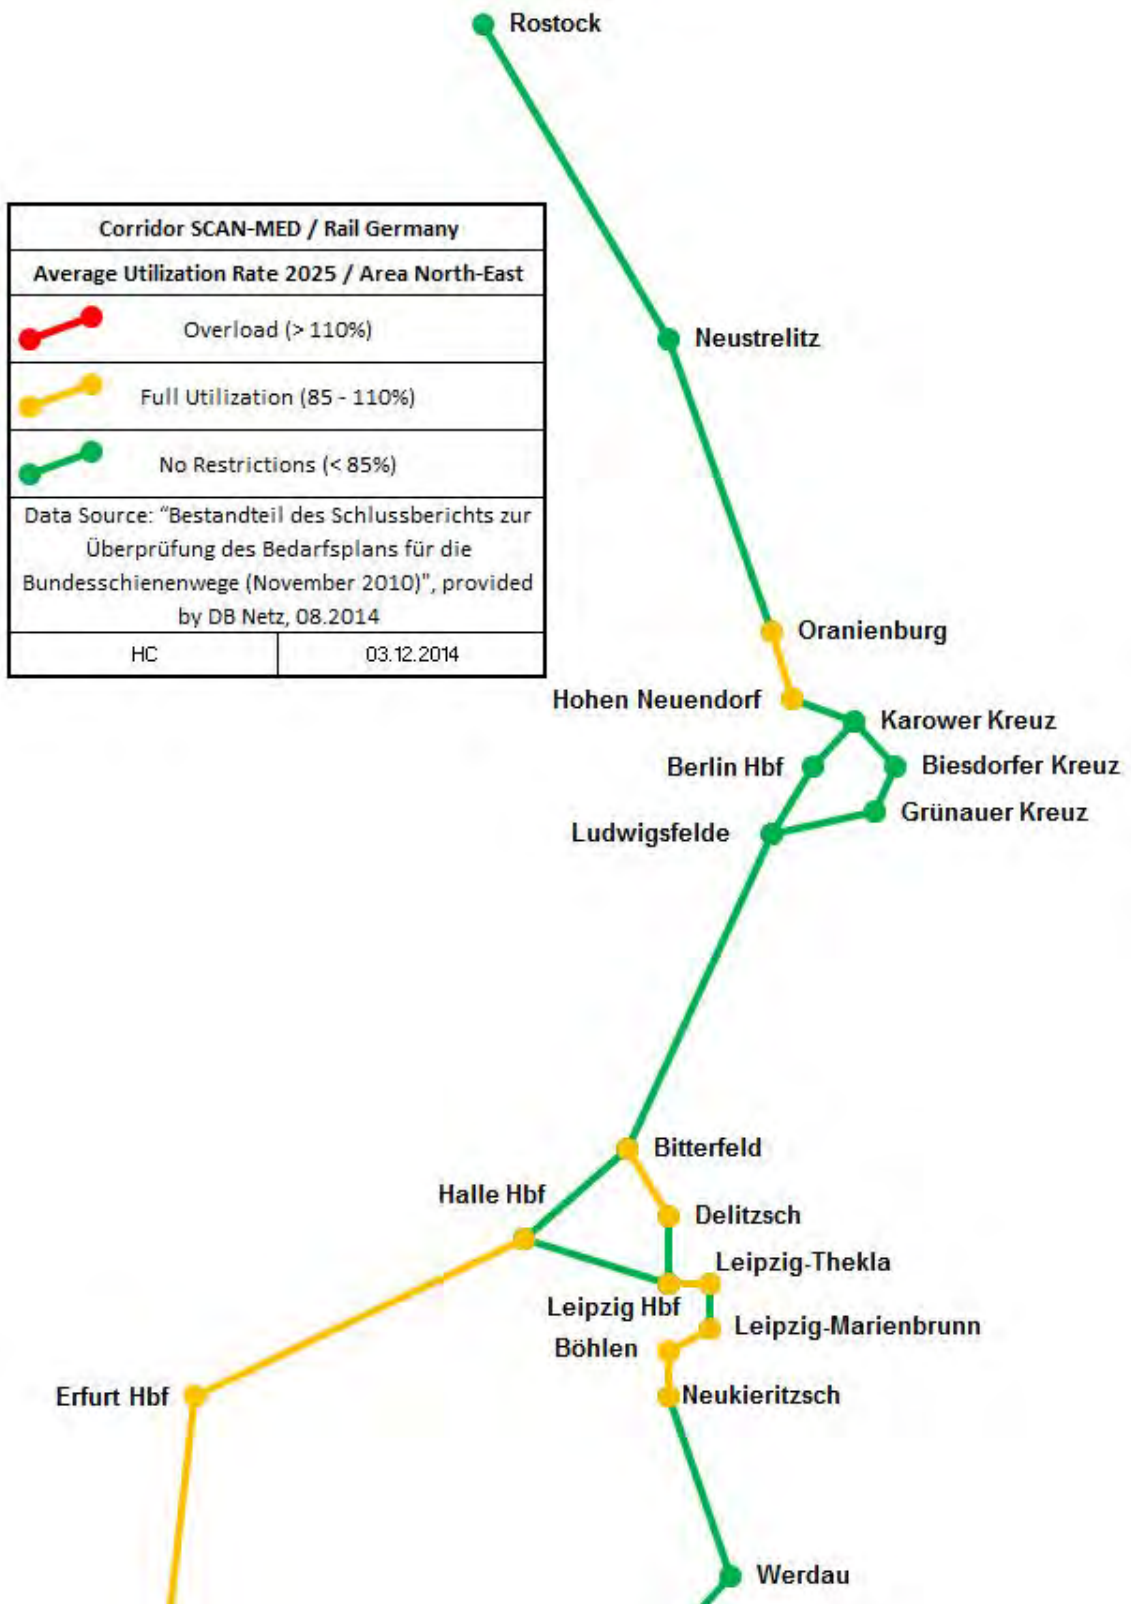 Rostock
Corridor SCAN-MED / Rail Germany
Average Utilization Rate 2025 / Area North-East
Overload (> 110%)
Full Utilization (85 - 110%)
No Restrictions (< 85%)
Data Source: “Bestandteil des Schlussberichts zur
Überprüfung des Bedarfsplans für die
Bundesschienenwege (November 2010)", provided
by DB Netz, 08.2014
HC 03.12.2014
Neustrelitz
Oranienburg
Hohen Neuendorf
Karower Kreuz
Berlin Hbf
Biesdorfer Kreuz
Grünauer Kreuz
Ludwigsfelde
Bitterfeld
Halle Hbf
Delitzsch
Leipzig-Thekla
Leipzig Hbf
Leipzig-Marienbrunn
Böhlen
Erfurt Hbf
Neukieritzsch
Werdau